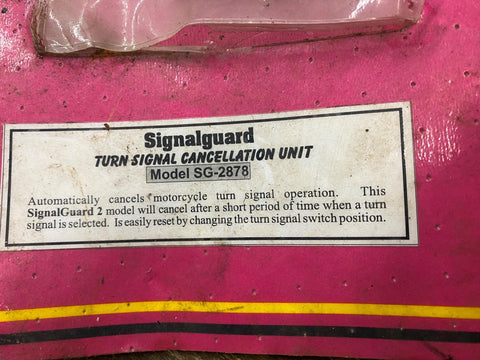 Signalguard
TURN SIGNAL CANCELLATION UNIT
Model SG-2878
Automatically cancels motorcycle turn signal operation. This
SignalGuard 2 model will cancel after a short period of time when a turn
signal is selected. Is easily reset by changing the turn signal switch position.